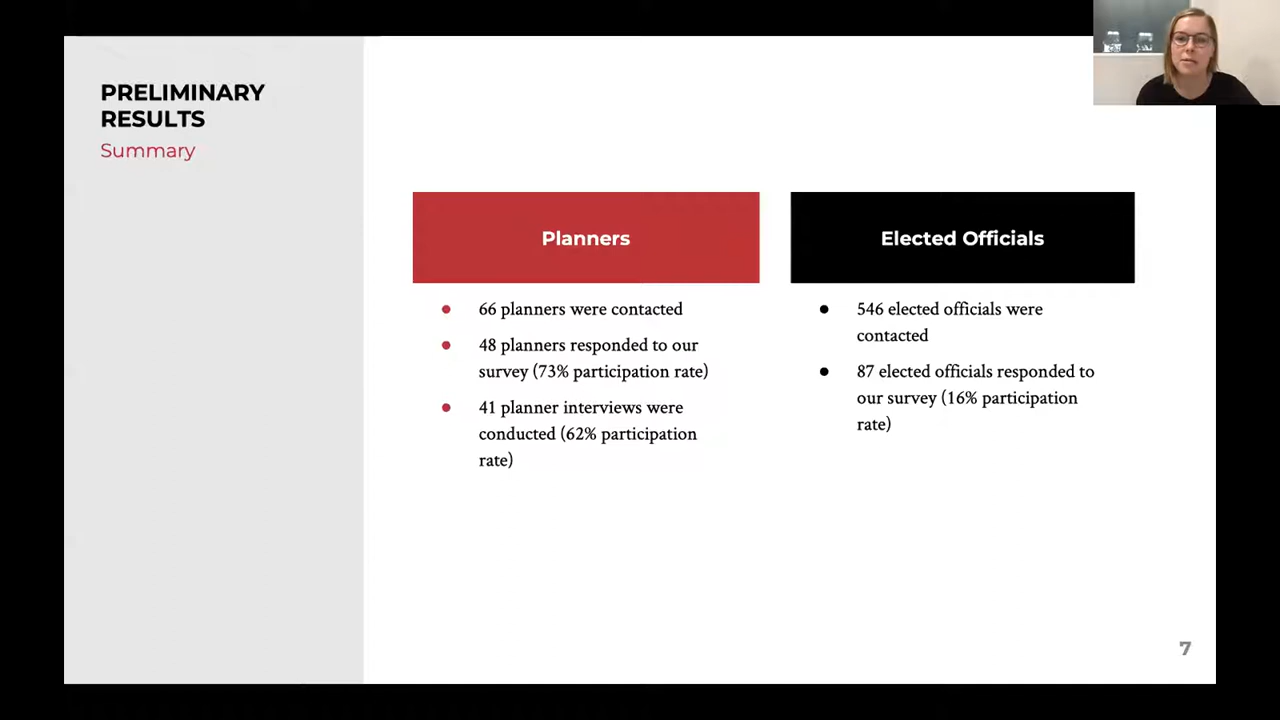 PRELIMINARY
RESULTS
Summary
Planners
66 planners were contacted
48 planners responded to our
survey (73% participation rate)
41 planner interviews were
conducted (62% participation
rate)
Elected Officials
546 elected officials were
contacted
87 elected officials responded to
our survey (16% participation
rate)
7